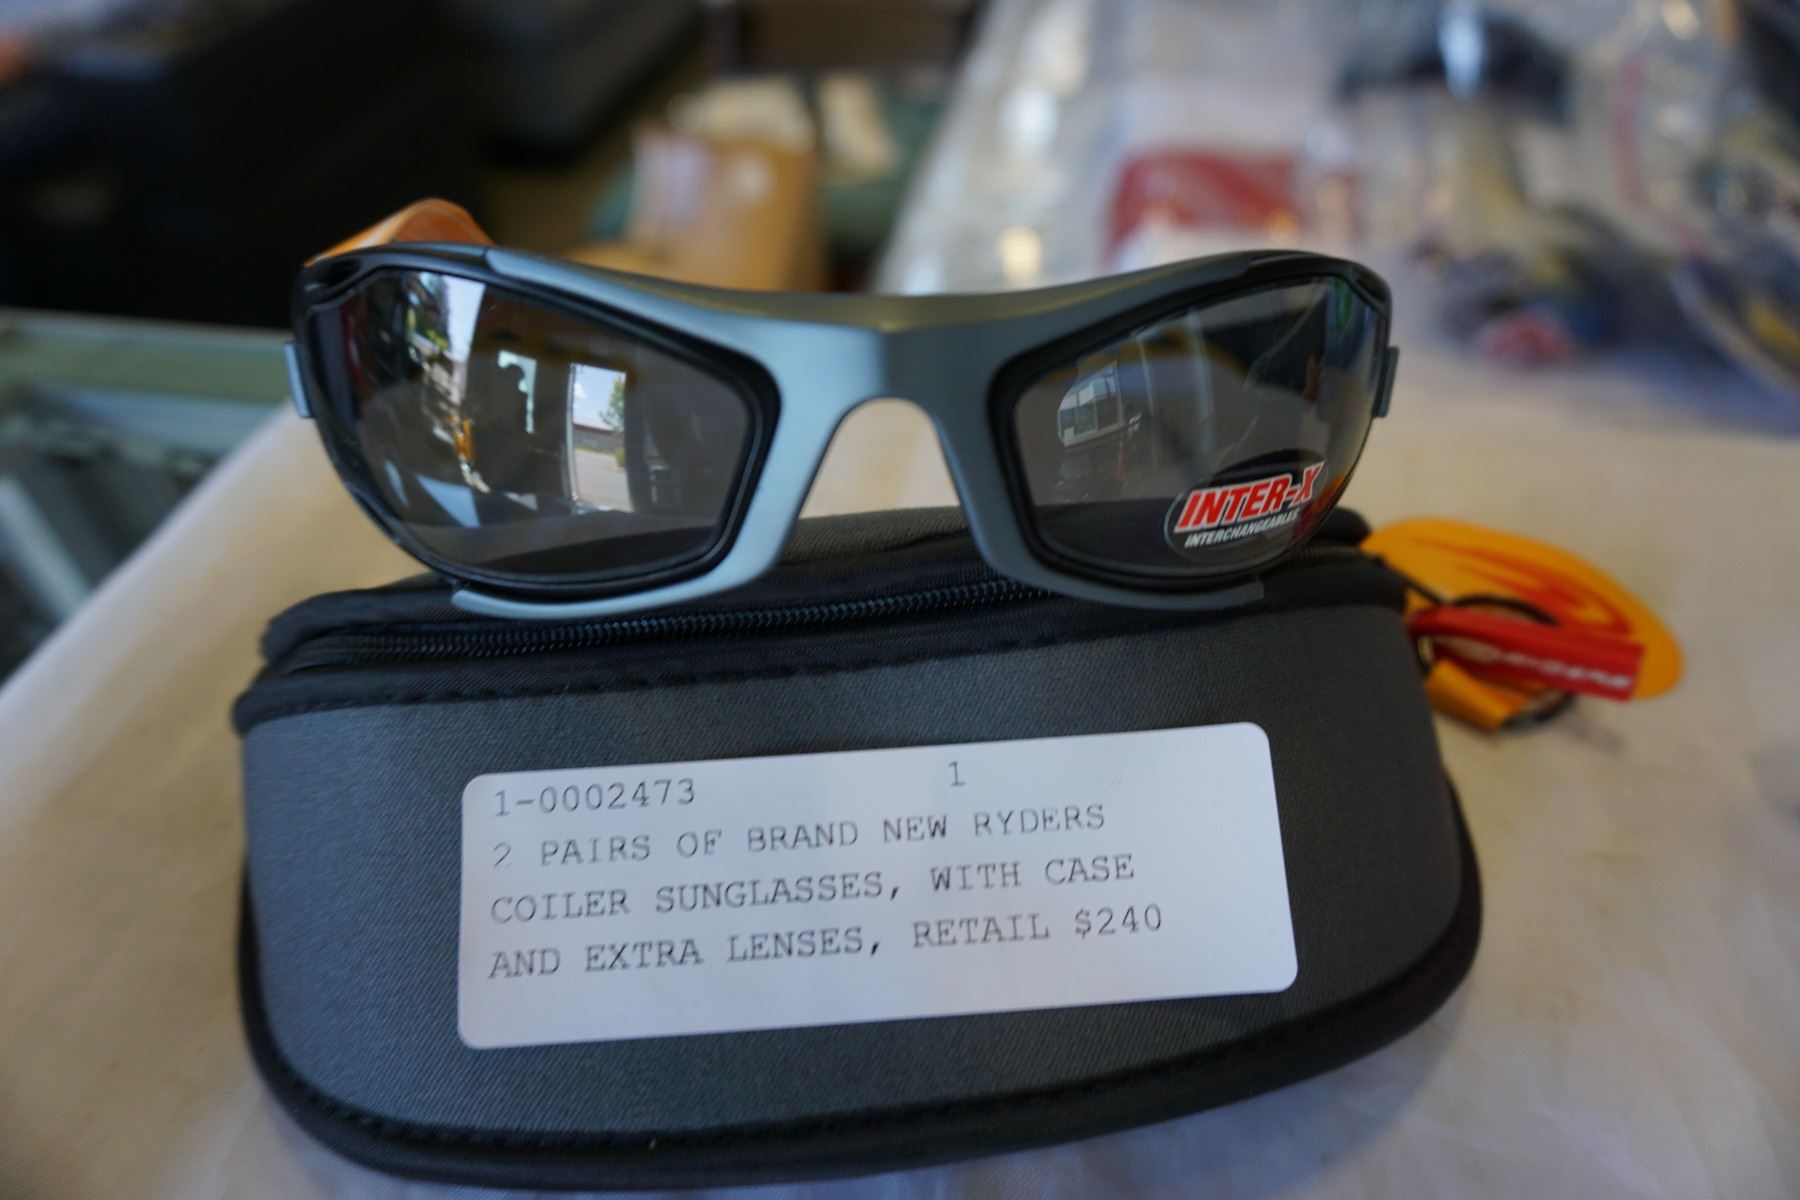 INTER-X
INTERCHANGEABLES
RYDERS
1-0002473 1
2 PAIRS OF BRAND NEW RYDERS
COILER SUNGLASSES, WITH CASE
AND EXTRA LENSES, RETAIL $240